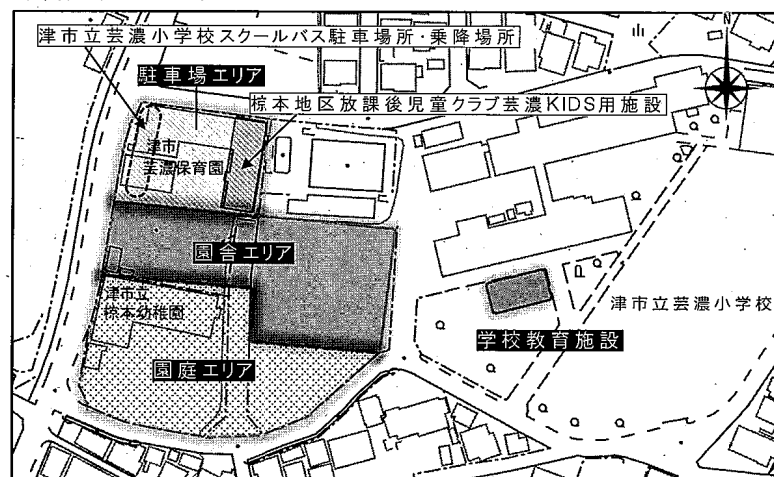 津市立芸濃小学校スクールバス駐車場所・乗降場所
駐車場エリア
椋本地区放課後児童クラブ芸濃KIDS用施設
津市
芸濃保育園
園舎エリア
津市立
椋本幼稚園
園庭エリア
津市立芸濃小学校
学校教育施設